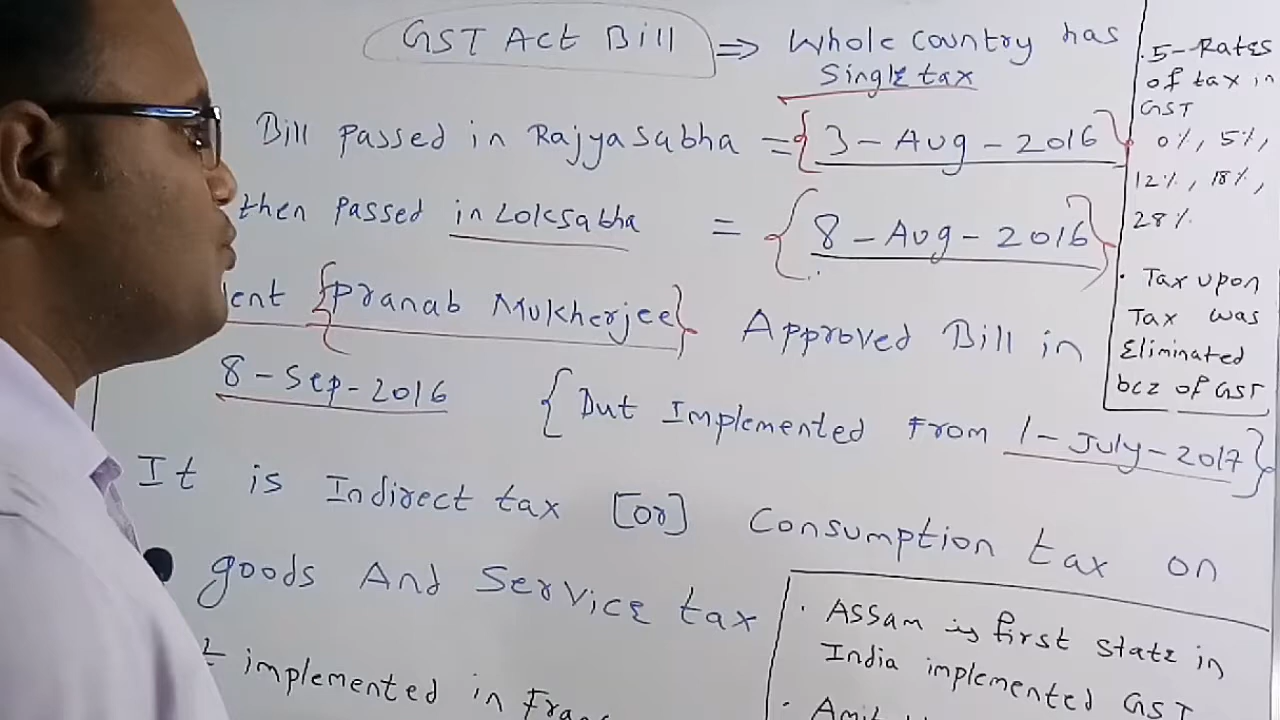 GST Act Bill ⇒ Whole country has
Single tax
Bill passed in Rajyasabha = {3-Aug-2016}
then passed in Loksabha = {8-Aug-2016}
{Pranab Mukherjee} Approved Bill in
8-Sep-2016 {But Implemented From 1-July-2017}
It is Indirect tax [or] Consumption tax on
goods And Service tax
implemented in
. 5-Rates
of tax in
GST
0%, 5%,
12%, 18%,
28%
. Tax upon
Tax was
Eliminated
bcz of GST
. Assam is first state in
India implemented GST